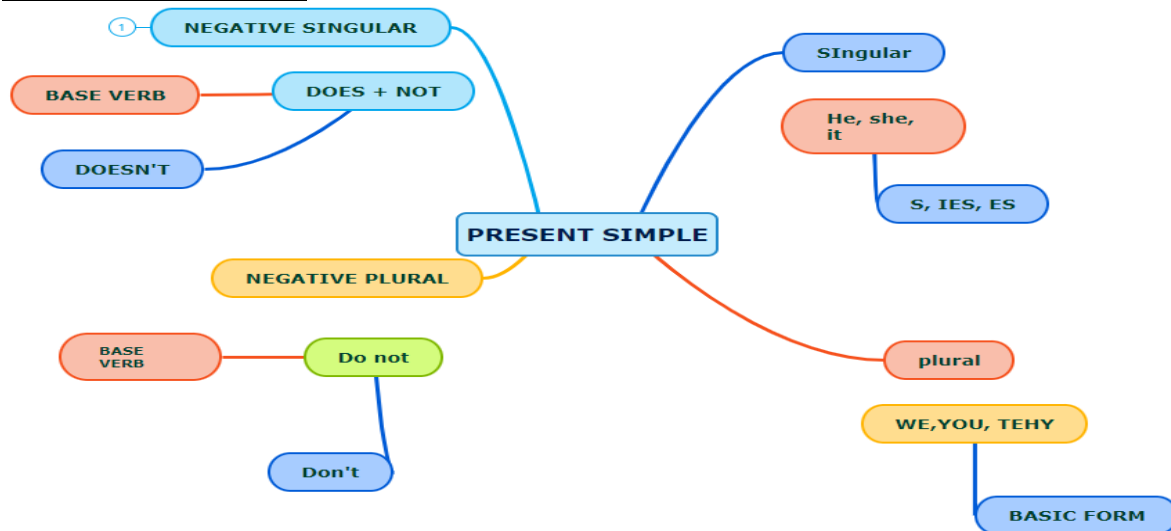 1
NEGATIVE SINGULAR
DOES + NOT
BASE VERB
DOESN'T
PRESENT SIMPLE
SIngular
He, she,
it
S, IES, ES
NEGATIVE PLURAL
Do not
BASE
VERB
Don't
plural
WE,YOU, TEHY
BASIC FORM